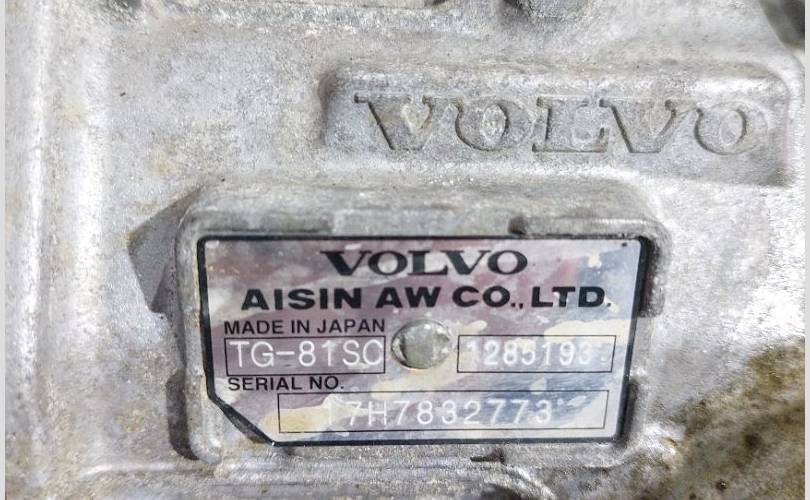 VOLVO
VOLVO
AISIN AW CO.,LTD.
MADE IN JAPAN
TG-81SC 1285193
SERIAL NO.
17H7832773